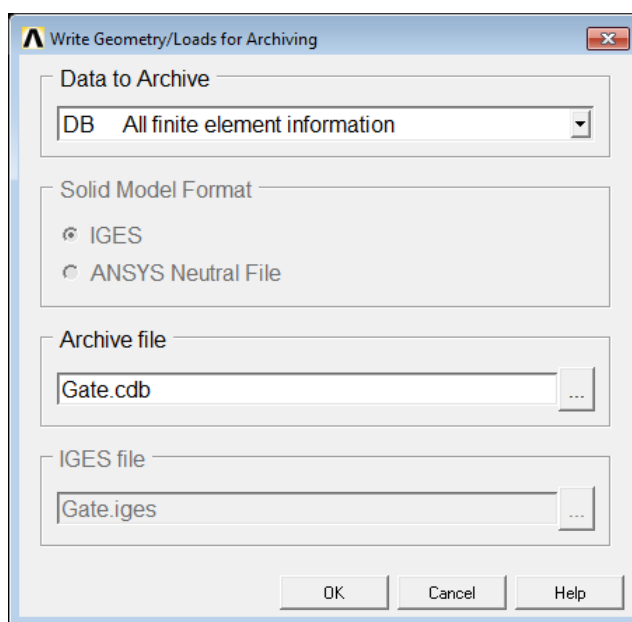 Write Geometry/Loads for Archiving
Data to Archive
DB All finite element information
Solid Model Format
IGES
ANSYS Neutral File
Archive file
Gate.cdb
...
IGES file
Gate.iges
...
OK Cancel Help